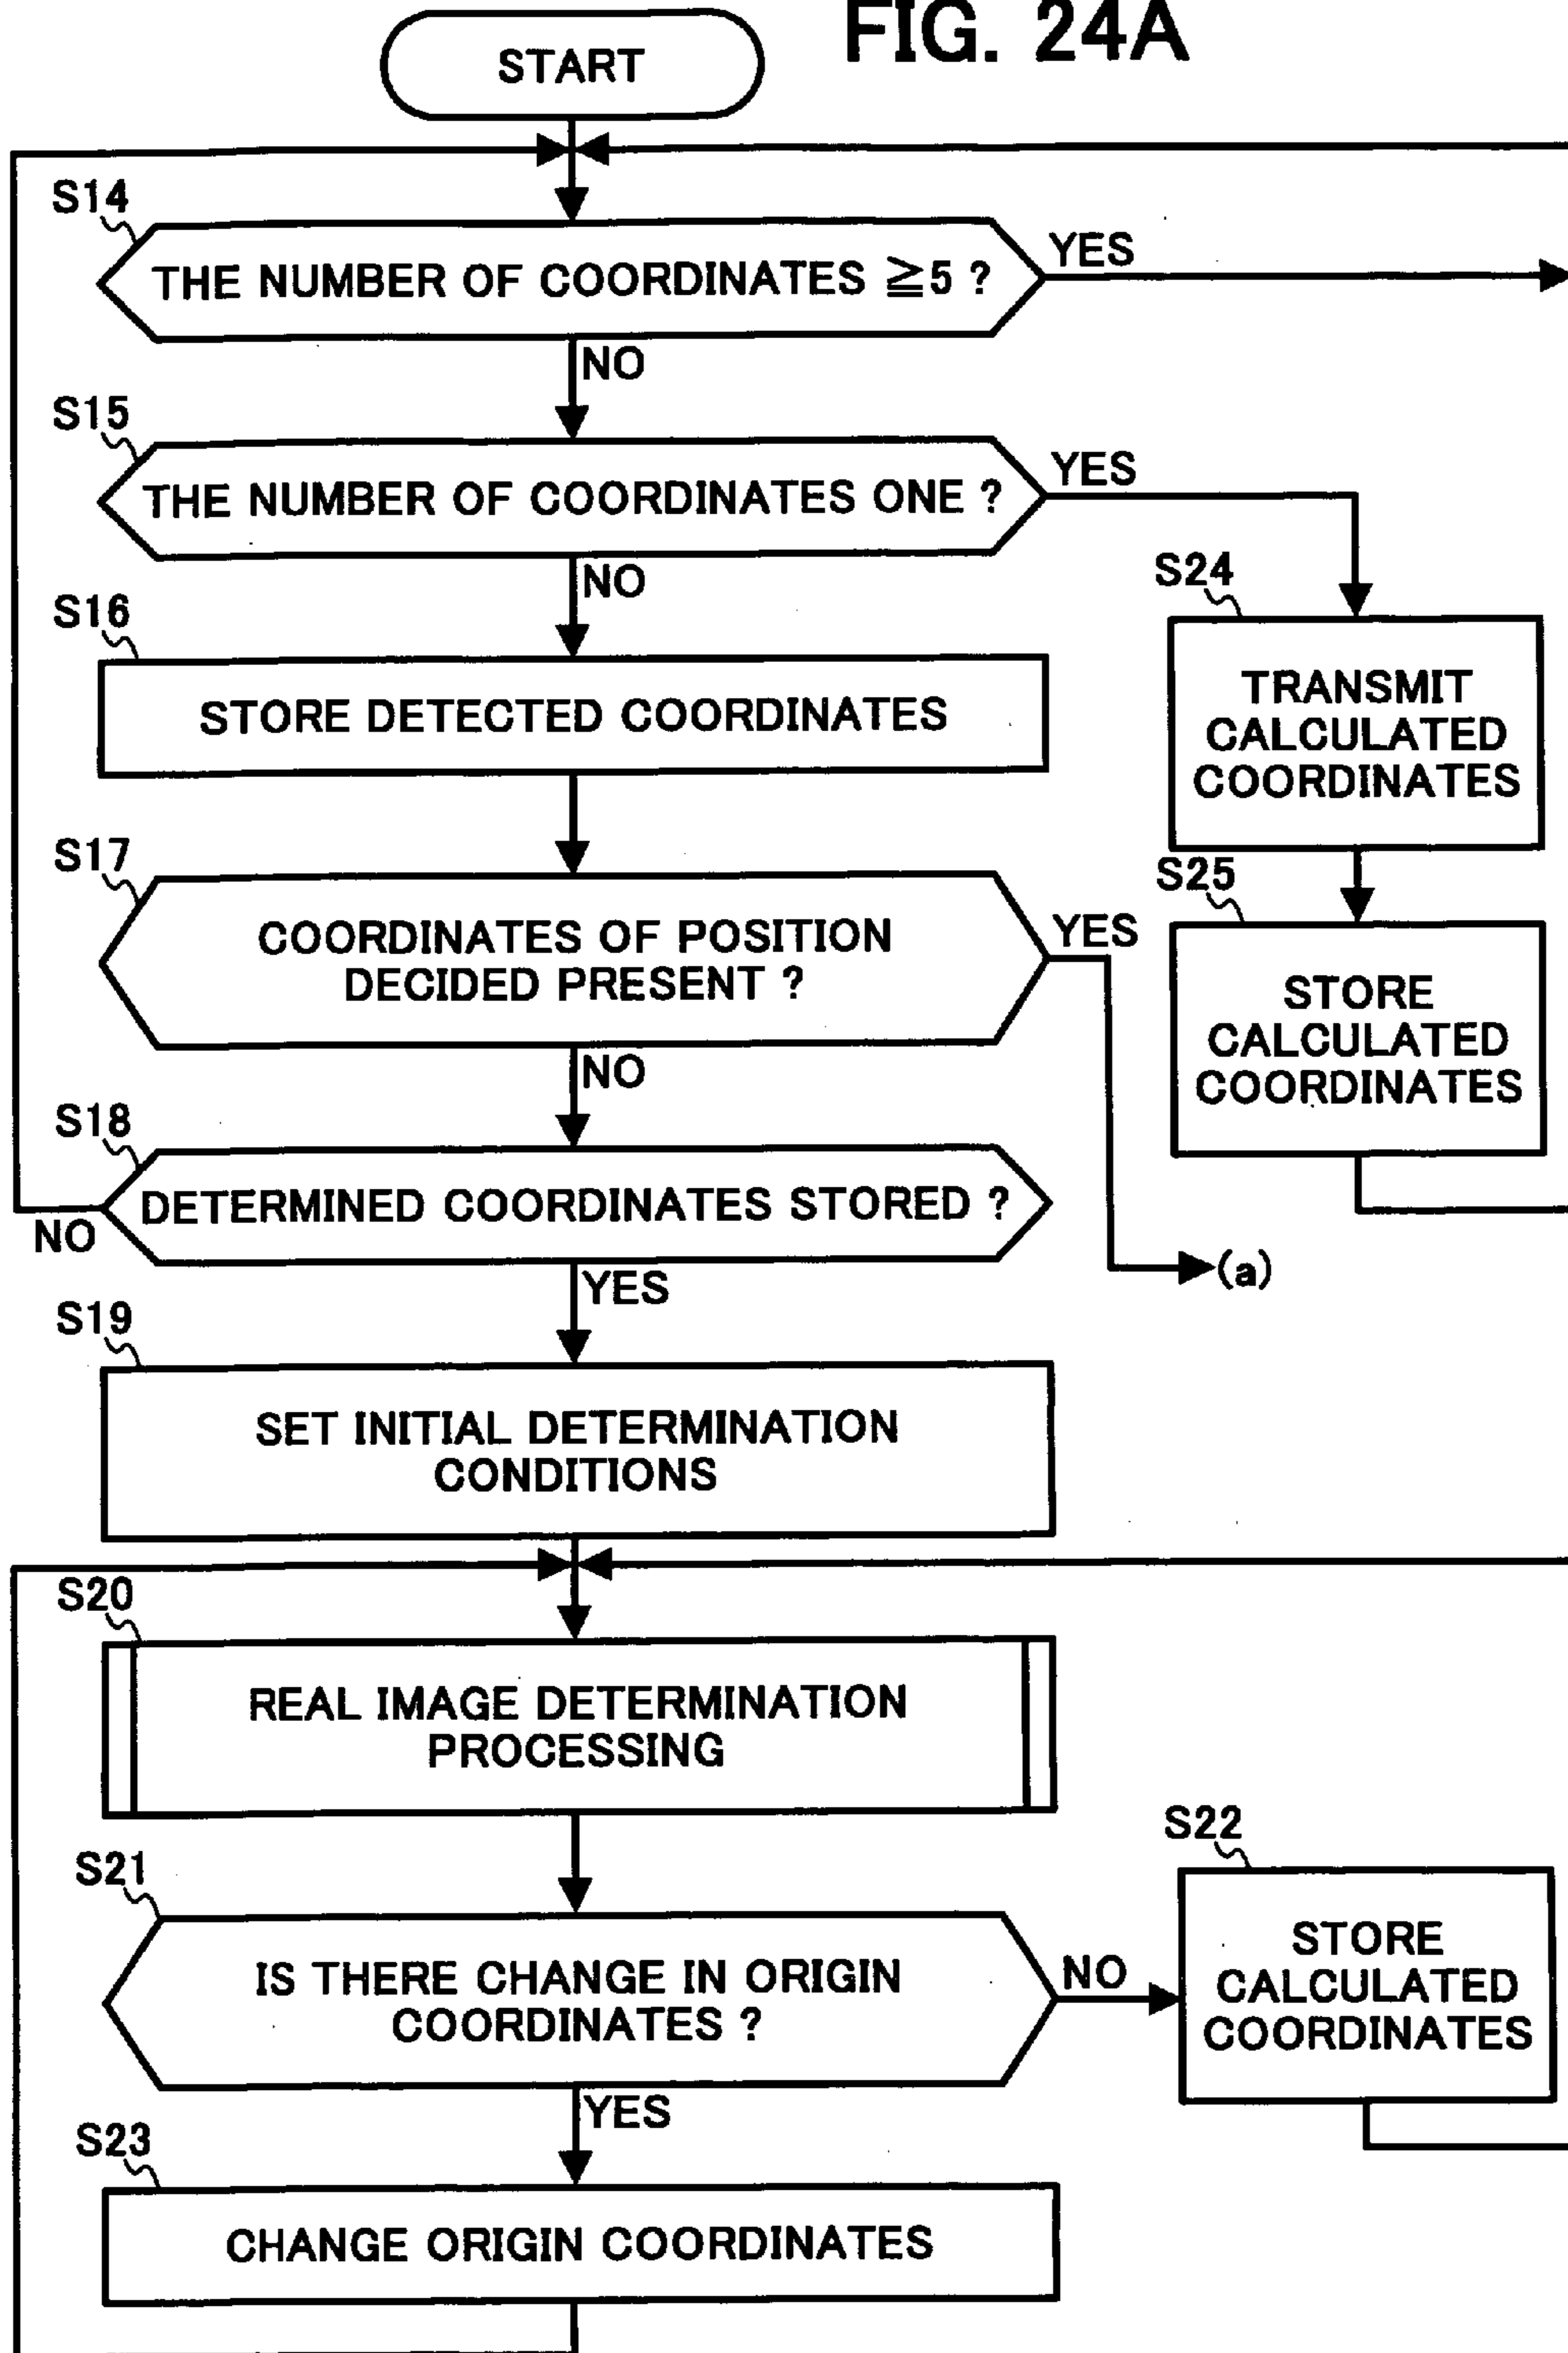 FIG. 24A
START
S14
THE NUMBER OF COORDINATES ≧5 ?
YES
NO
S15
THE NUMBER OF COORDINATES ONE ?
YES
NO
S16
STORE DETECTED COORDINATES
S24
TRANSMIT
CALCULATED
COORDINATES
S17
COORDINATES OF POSITION
DECIDED PRESENT ?
YES
NO
S25
STORE
CALCULATED
COORDINATES
S18
DETERMINED COORDINATES STORED ?
NO
YES
(a)
S19
SET INITIAL DETERMINATION
CONDITIONS
S20
REAL IMAGE DETERMINATION
PROCESSING
S21
IS THERE CHANGE IN ORIGIN
COORDINATES ?
NO
YES
S22
STORE
CALCULATED
COORDINATES
S23
CHANGE ORIGIN COORDINATES